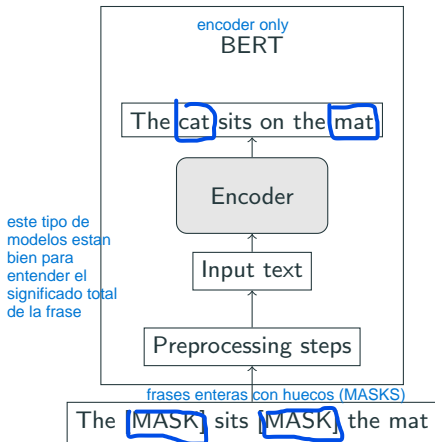 encoder only
BERT
The cat sits on the mat
Encoder
este tipo de
modelos estan
bien para
entender el
significado total
de la frase
Input text
Preprocessing steps
frases enteras con huecos (MASKS)
The [MASK] sits [MASK] the mat